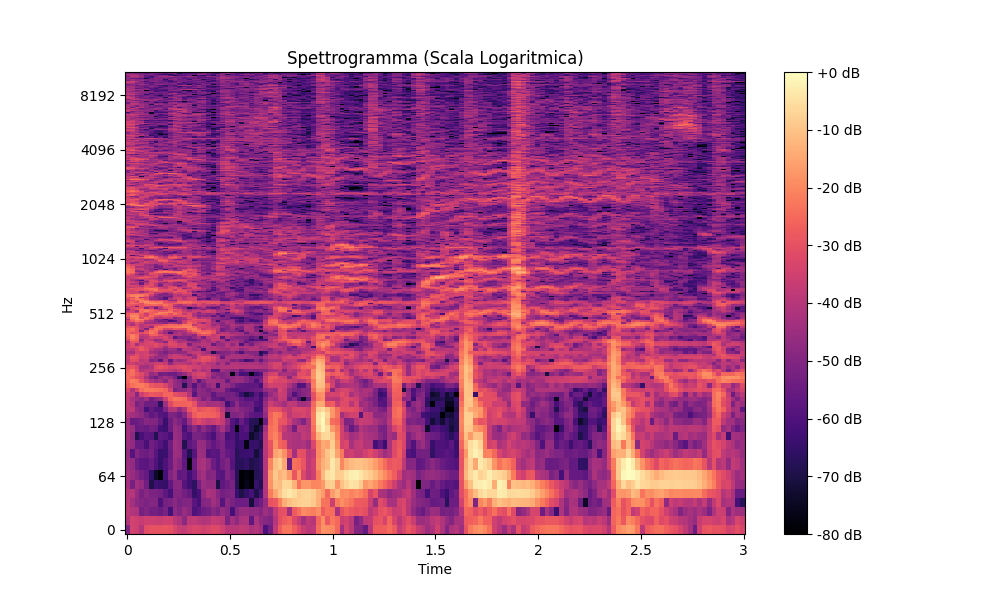 Spettrogramma (Scala Logaritmica)
Hz
8192
4096
2048
1024
512
256
128
64
0
0 0.5 1 1.5 2 2.5 3
Time
+0 dB
-10 dB
-20 dB
-30 dB
-40 dB
-50 dB
-60 dB
-70 dB
-80 dB